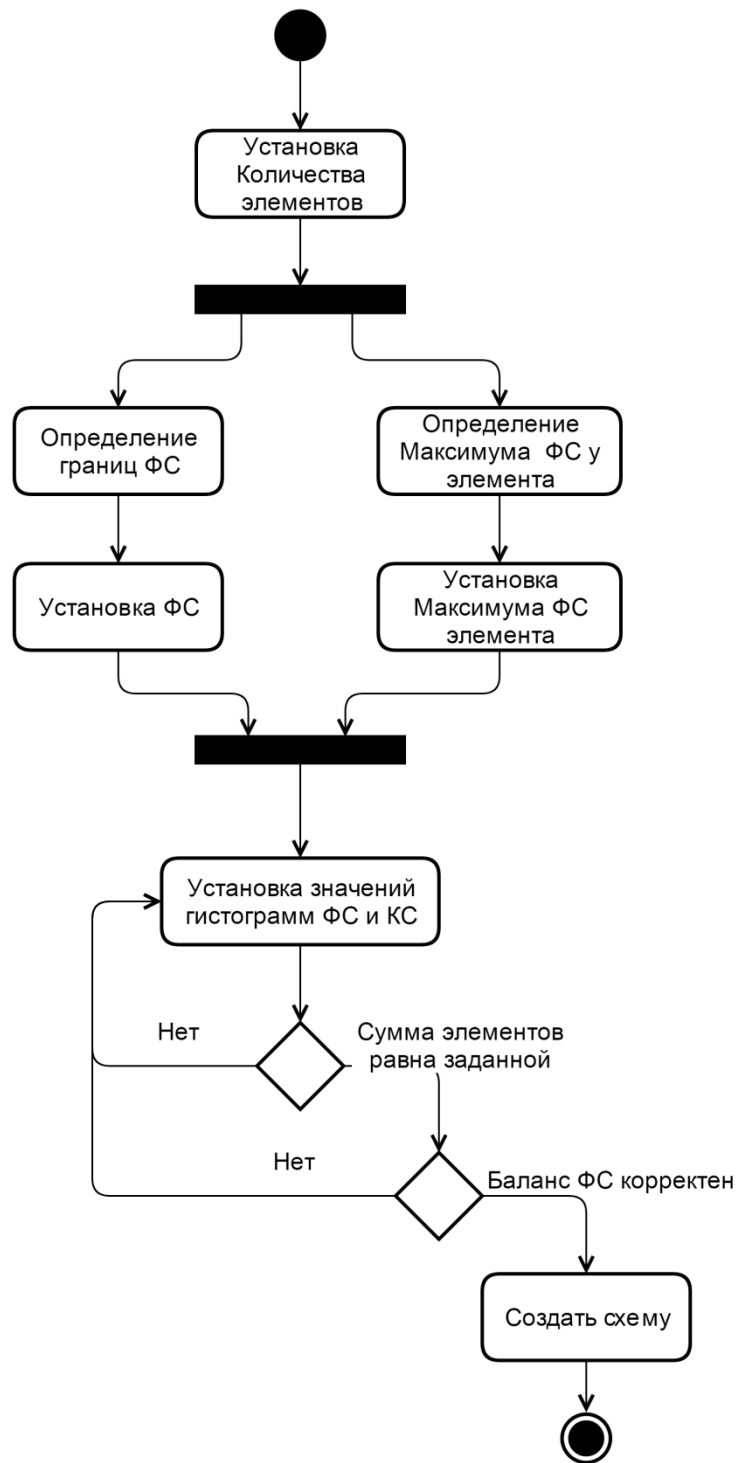 Установка
Количества
элементов
Определение
границ ФС
Определение
Максимума ФС у
элемента
Установка ФС
Установка
Максимума ФС
элемента
Установка значений
гистограмм ФС и КС
Нет
Сумма элементов
равна заданной
Нет
Баланс ФС корректен
Создать схему